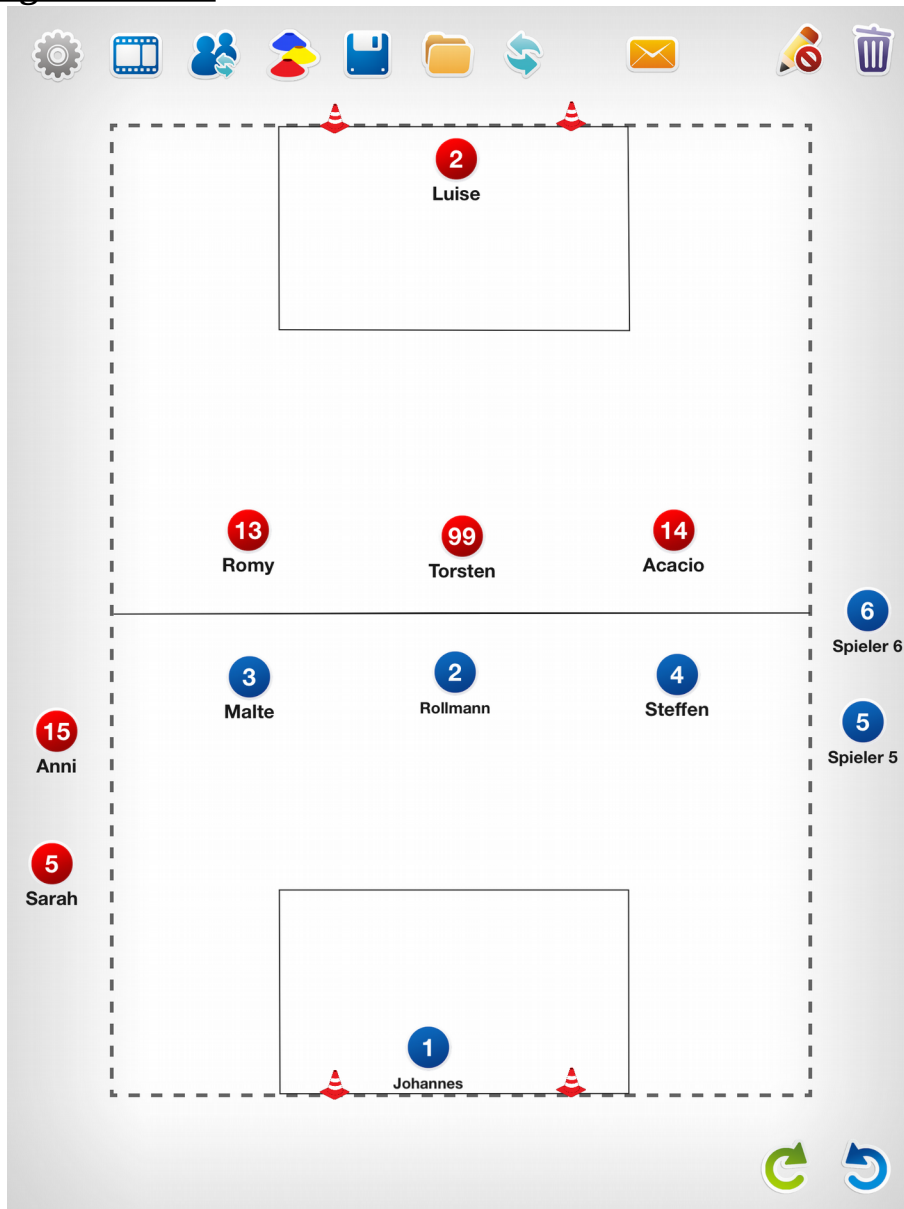 2
Luise
13
Romy
99
Torsten
14
Acacio
6
Spieler 6
3
Malte
2
Rollmann
4
Steffen
15
Anni
5
Spieler 5
5
Sarah
1
Johannes